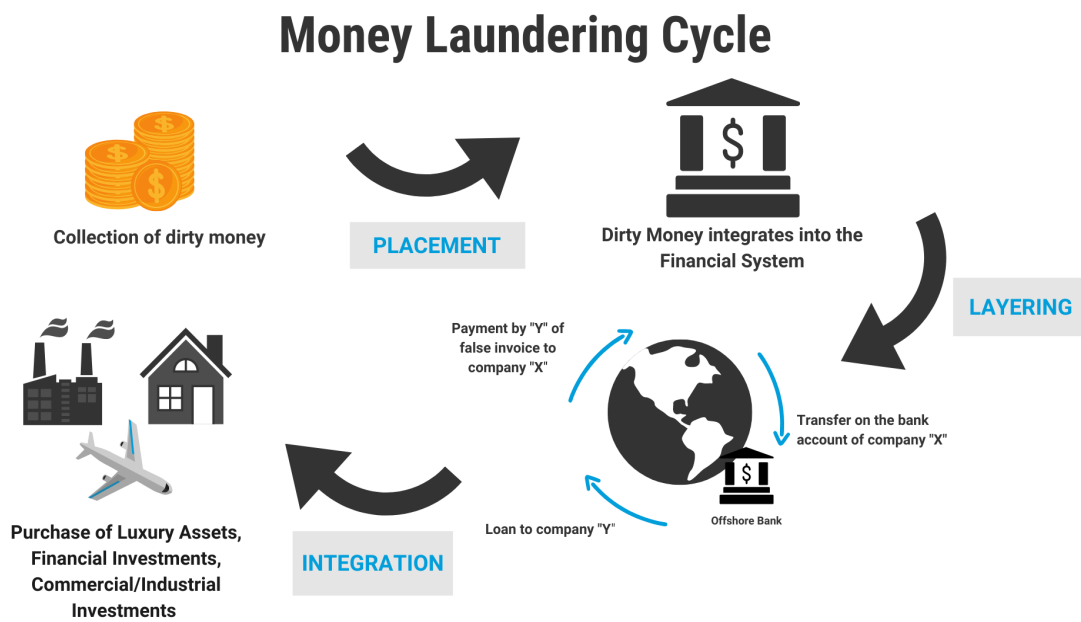 Money Laundering Cycle
$
$
$
Collection of dirty money
PLACEMENT
$
Dirty Money integrates into the
Financial System
LAYERING
Payment by "Y" of
false invoice to
company "X"
Transfer on the bank
account of company "X"
$
Offshore Bank
Loan to company "Y"
INTEGRATION
Purchase of Luxury Assets,
Financial Investments,
Commercial/Industrial
Investments